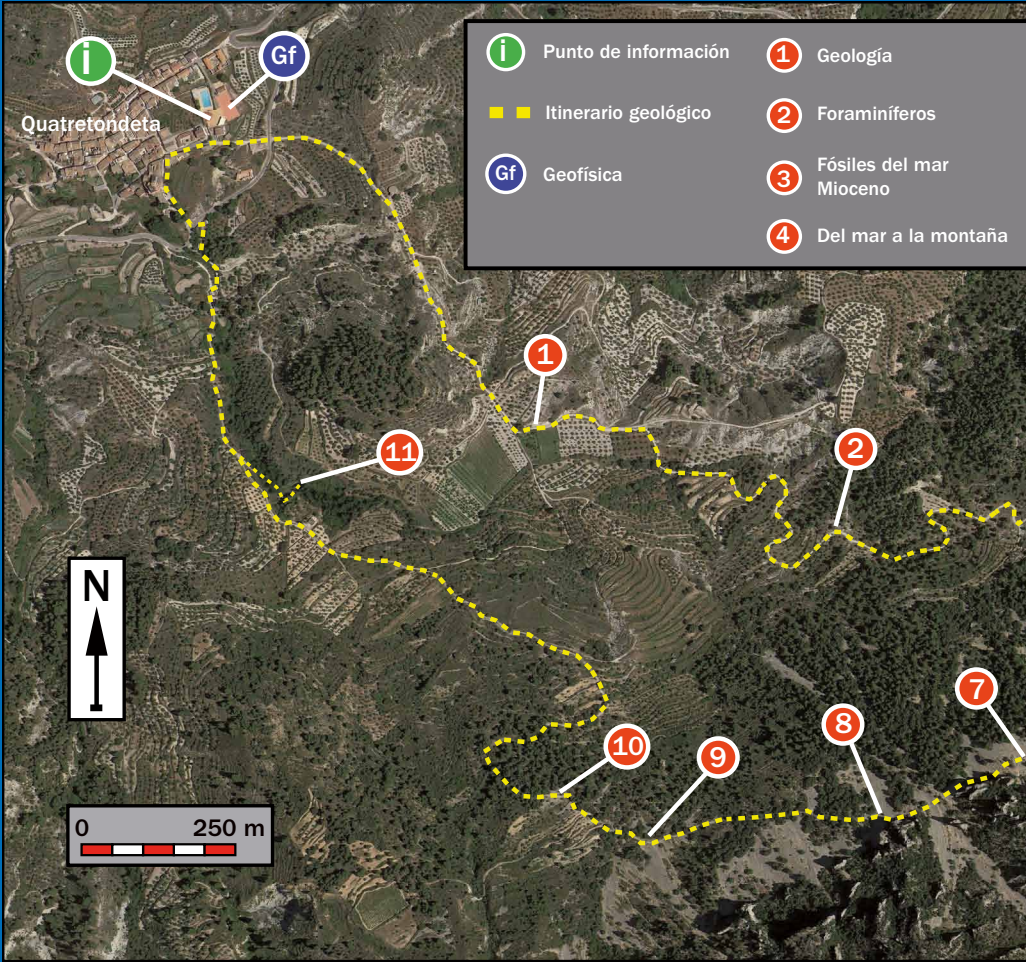 i
Gf
Quatretondeta
i Punto de información
Itinerario geológico
Gf Geofísica
1 Geología
2 Foraminíferos
3 Fósiles del mar
Mioceno
4 Del mar a la montaña
1
2
11
N
7
8
10
9
0 250 m